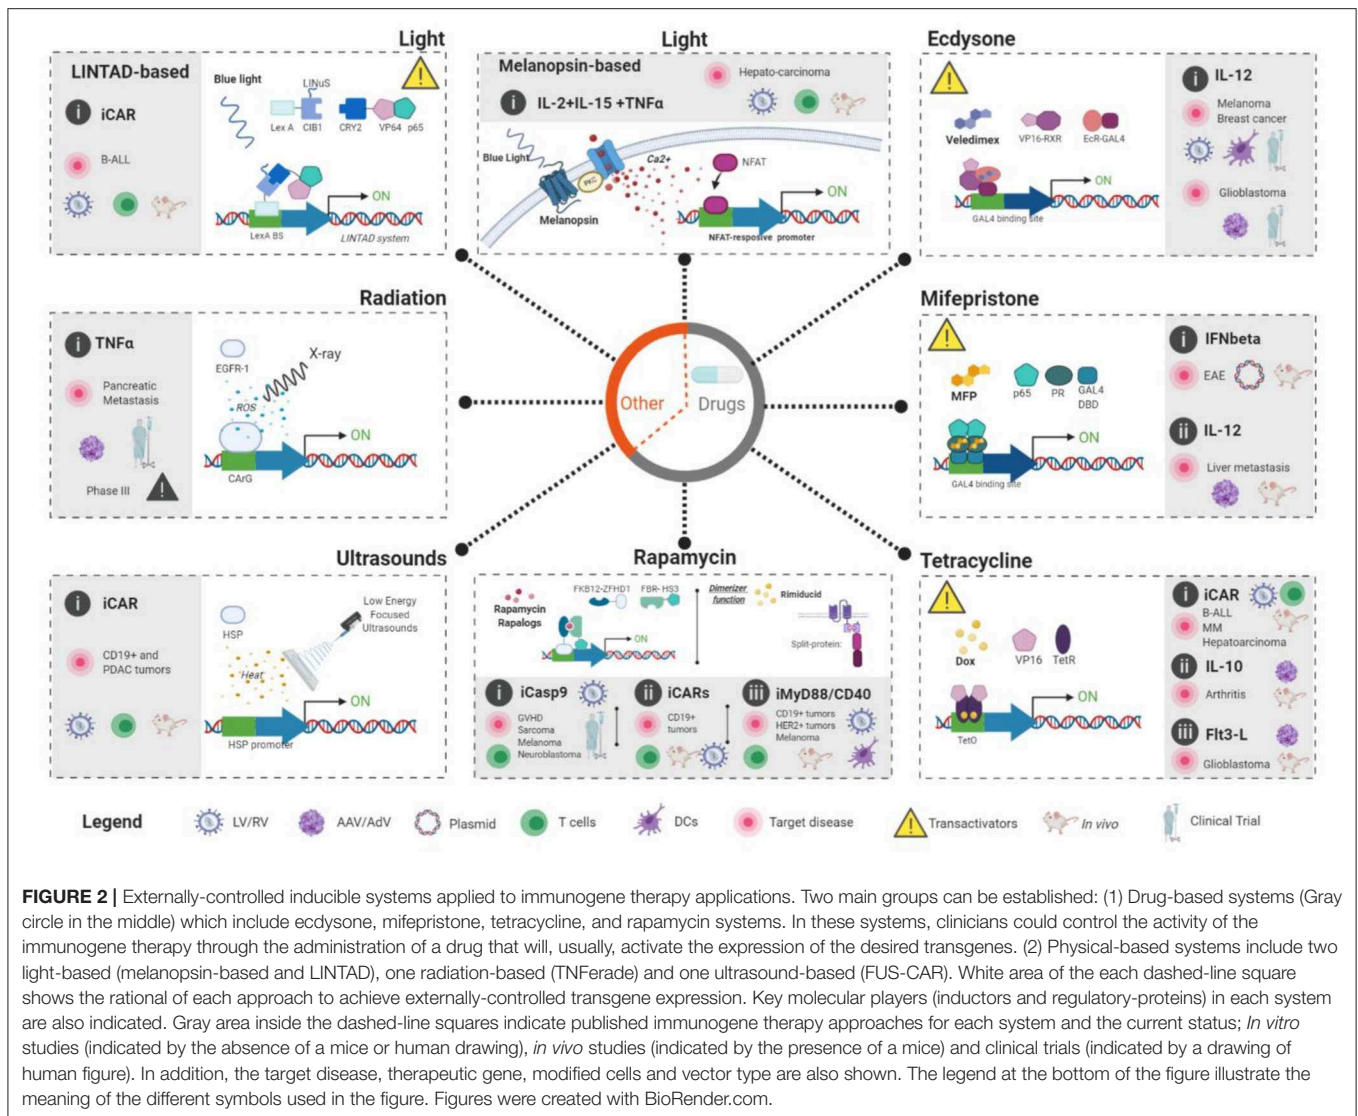 Light
LINTAD-based
i iCAR
B-ALL
Blue light
LINuS
Lex A CIB1 CRY2 VP64 p65
ON
LexA BS
LINTAD system
Light
Melanopsin-based
i IL-2+IL-15 +TNFα
Hepato-carcinoma
Blue Light
Ca2+
NFAT
PKC
Melanopsin
ON
NFAT-resposive promoter
Ecdysone
Veledimex
VP16-RXR
EcR-GAL4
ON
GAL4 binding site
i IL-12
Melanoma
Breast cancer
Glioblastoma
Radiation
i TNFα
Pancreatic
Metastasis
Phase III
EGFR-1
X-ray
ROS
ON
CArG
Other
Drugs
Mifepristone
MFP
p65 PR GAL4
DBD
ON
GAL4 binding site
i IFNbeta
EAE
ii IL-12
Liver metastasis
Ultrasounds
i iCAR
CD19+ and
PDAC tumors
HSP
Low Energy
Focused
Ultrasounds
Heat
ON
HSP promoter
Rapamycin
Rapamycin
Rapalogs
FKB12-ZFHD1
FBR- HS3
ON
Dimerizer
function
Rimiducid
Split-protein:
i iCasp9
GVHD
Sarcoma
Melanoma
Neuroblastoma
ii iCARs
CD19+
tumors
iii iMyD88/CD40
CD19+ tumors
HER2+ tumors
Melanoma
Tetracycline
Dox
VP16 TetR
ON
TetO
i iCAR
B-ALL
MM
Hepatoarcinoma
ii IL-10
Arthritis
iii Flt3-L
Glioblastoma
Legend LV/RV AAV/AdV Plasmid T cells DCs Target disease Transactivators In vivo Clinical Trial
FIGURE 2 | Externally-controlled inducible systems applied to immunogene therapy applications. Two main groups can be established: (1) Drug-based systems (Gray
circle in the middle) which include ecdysone, mifepristone, tetracycline, and rapamycin systems. In these systems, clinicians could control the activity of the
immunogene therapy through the administration of a drug that will, usually, activate the expression of the desired transgenes. (2) Physical-based systems include two
light-based (melanopsin-based and LINTAD), one radiation-based (TNFerade) and one ultrasound-based (FUS-CAR). White area of the each dashed-line square
shows the rational of each approach to achieve externally-controlled transgene expression. Key molecular players (inductors and regulatory-proteins) in each system
are also indicated. Gray area inside the dashed-line squares indicate published immunogene therapy approaches for each system and the current status; In vitro
studies (indicated by the absence of a mice or human drawing), in vivo studies (indicated by the presence of a mice) and clinical trials (indicated by a drawing of
human figure). In addition, the target disease, therapeutic gene, modified cells and vector type are also shown. The legend at the bottom of the figure illustrate the
meaning of the different symbols used in the figure. Figures were created with BioRender.com.